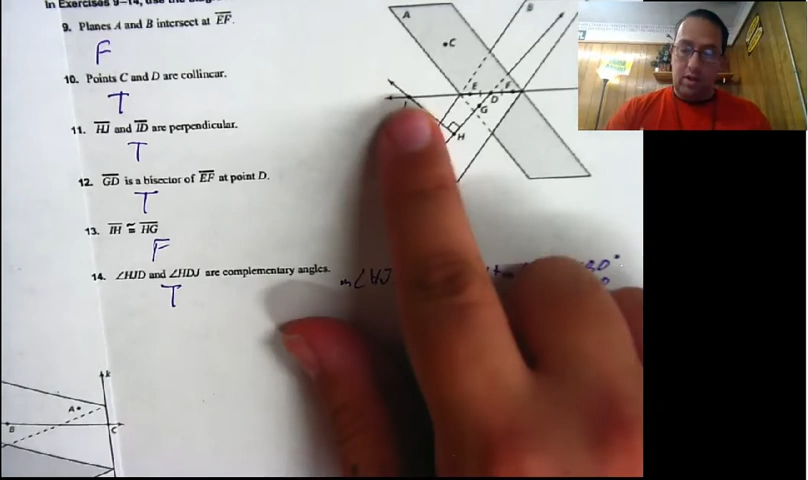 In Exercises 9–14, use the
9. Planes A and B intersect at EF.
F
10. Points C and D are collinear.
T
11. HJ and ID are perpendicular.
T
12. GD is a bisector of EF at point D.
T
13. IH ≅ HG
F
14. ∠HJD and ∠HDJ are complementary angles.
T
A
B
C
E
F
D
G
H
k
A
B
C